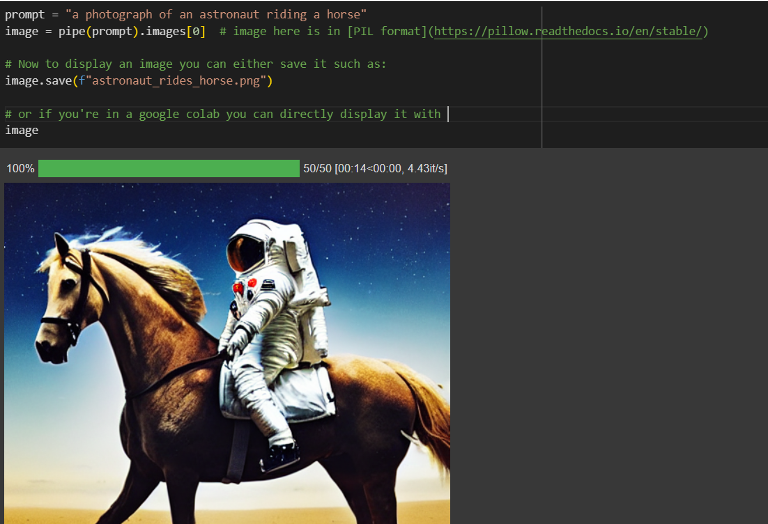 prompt = "a photograph of an astronaut riding a horse"
image = pipe(prompt).images[0]  # image here is in [PIL format](https://pillow.readthedocs.io/en/stable/)
# Now to display an image you can either save it such as:
image.save(f"astronaut_rides_horse.png")
# or if you're in a google colab you can directly display it with
image
100% 50/50 [00:14<00:00, 4.43it/s]